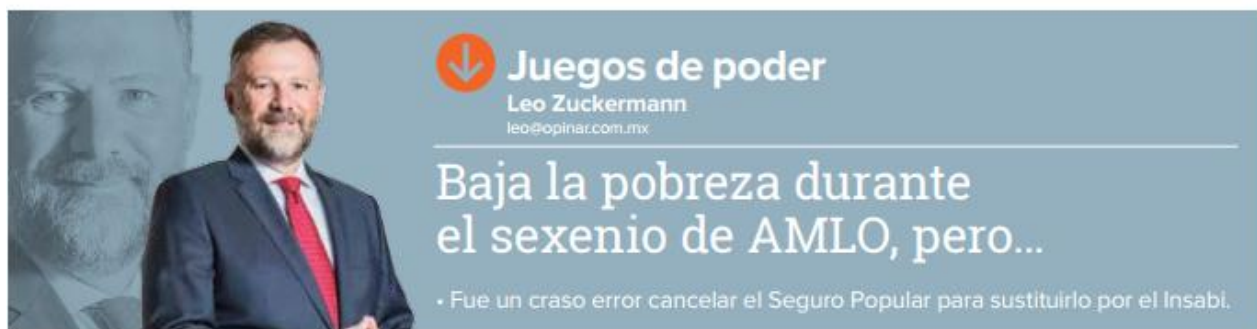 Juegos de poder
Leo Zuckermann
leo@opinar.com.mx
Baja la pobreza durante
el sexenio de AMLO, pero...
• Fue un craso error cancelar el Seguro Popular para sustituirlo por el Insabi.